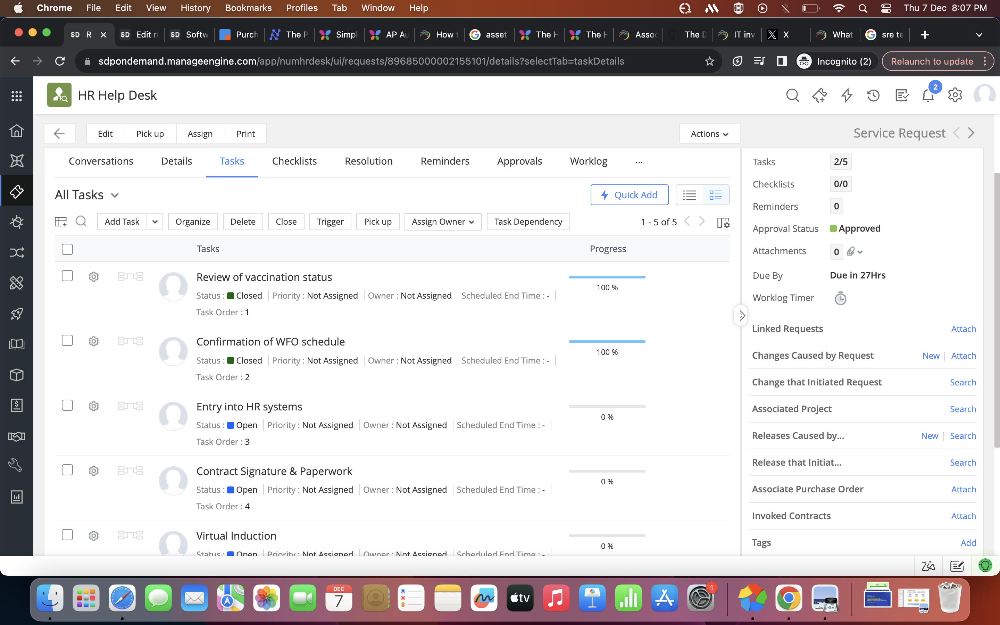 Chrome File Edit View History Bookmarks Profiles Tab Window Help Thu 7 Dec 8:07 PM
SD R SD Edit re SD Softw Purch The P Simpl AP Au How t asset The H The H Assoc The D IT inv X What sre te
sdpondemand.manageengine.com/app/numhrdesk/ui/requests/89685000002155101/details?selectTab=taskDetails Incognito (2) Relaunch to update
HR Help Desk 2
Edit Pick up Assign Print Actions Service Request
Conversations Details Tasks Checklists Resolution Reminders Approvals Worklog ...
All Tasks Quick Add
Add Task Organize Delete Close Trigger Pick up Assign Owner Task Dependency 1 - 5 of 5
Tasks Progress
Review of vaccination status
100 %
Status : Closed Priority : Not Assigned Owner : Not Assigned Scheduled End Time : -
Task Order : 1
Confirmation of WFO schedule
100 %
Status : Closed Priority : Not Assigned Owner : Not Assigned Scheduled End Time : -
Task Order : 2
Entry into HR systems
0 %
Status : Open Priority : Not Assigned Owner : Not Assigned Scheduled End Time : -
Task Order : 3
Contract Signature & Paperwork
0 %
Status : Open Priority : Not Assigned Owner : Not Assigned Scheduled End Time : -
Task Order : 4
Virtual Induction
0 %
Status : Open Priority : Not Assigned Owner : Not Assigned Scheduled End Time : -
Tasks 2/5
Checklists 0/0
Reminders 0
Approval Status Approved
Attachments 0
Due By Due in 27Hrs
Worklog Timer
Linked Requests Attach
Changes Caused by Request New Attach
Change that Initiated Request Search
Associated Project Search
Releases Caused by... New Search
Release that Initiat... Search
Associate Purchase Order Attach
Invoked Contracts Attach
Tags Add
Zia
DEC
7
tv
1